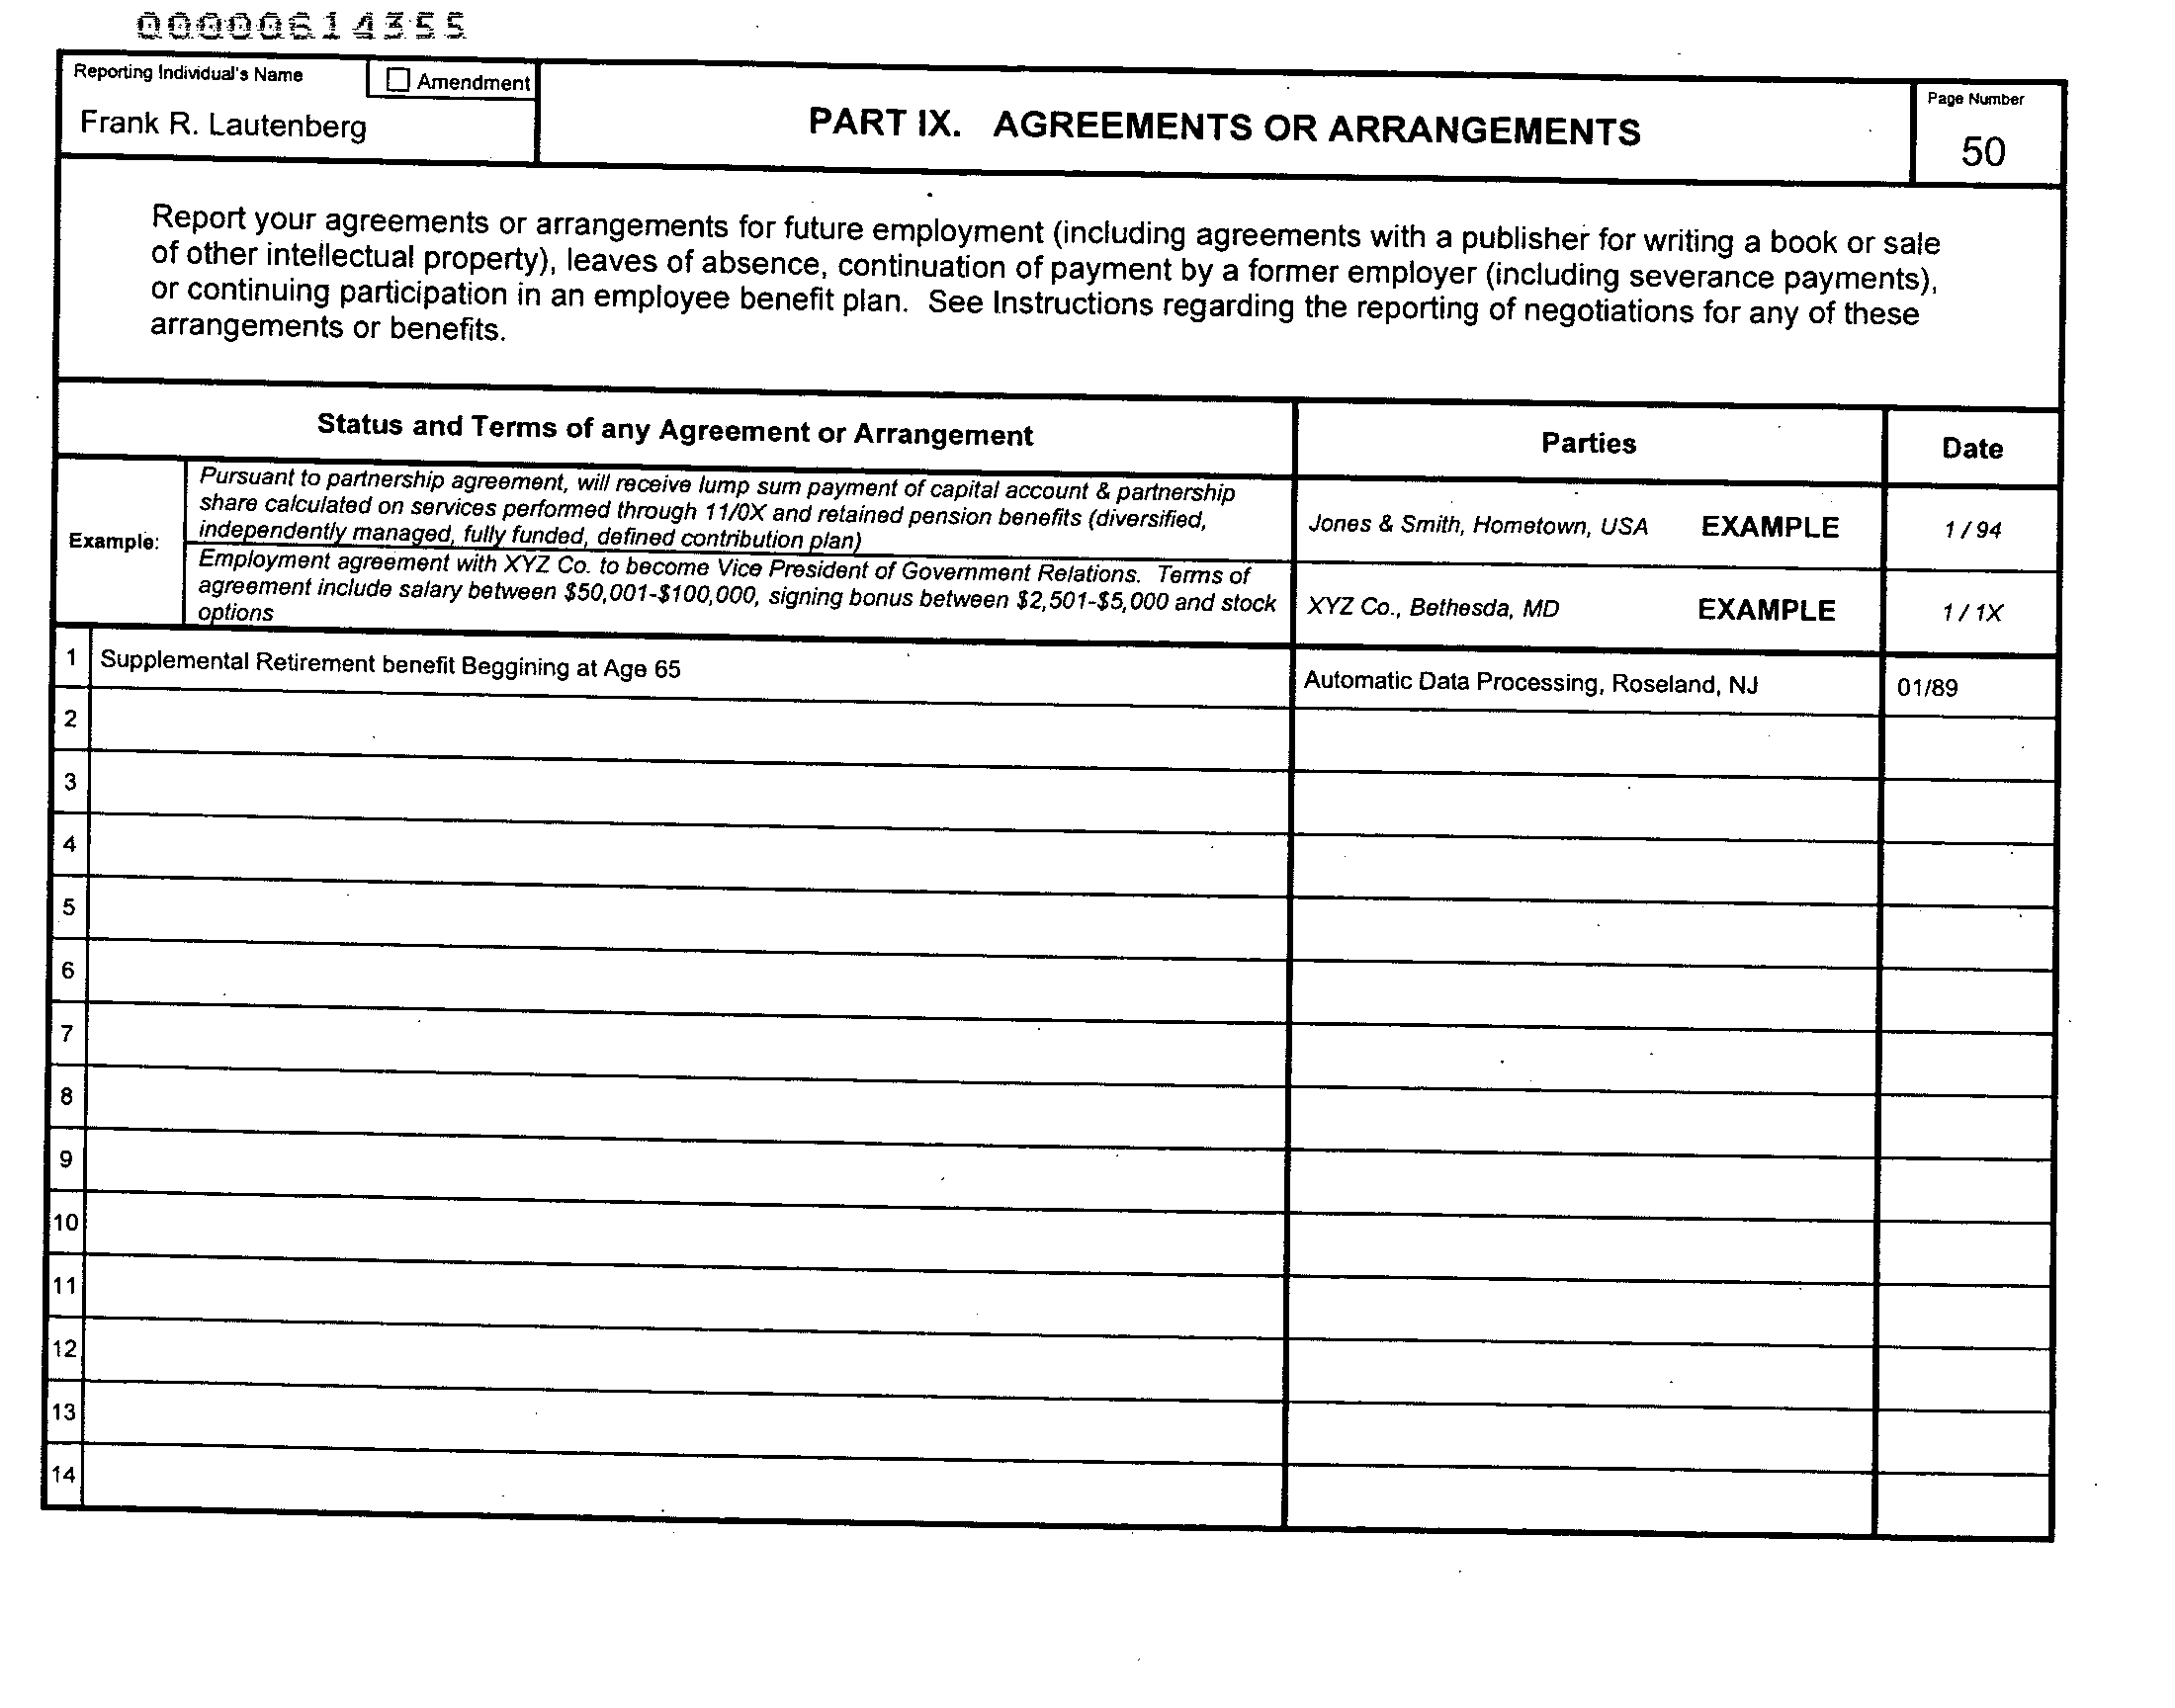 00000614355
Reporting Individual's Name
Amendment
Frank R. Lautenberg
PART IX. AGREEMENTS OR ARRANGEMENTS
Page Number
50
Report your agreements or arrangements for future employment (including agreements with a publisher for writing a book or sale
of other intellectual property), leaves of absence, continuation of payment by a former employer (including severance payments),
or continuing participation in an employee benefit plan. See Instructions regarding the reporting of negotiations for any of these
arrangements or benefits.
Status and Terms of any Agreement or Arrangement
Parties
Date
Example:
Pursuant to partnership agreement, will receive lump sum payment of capital account & partnership
share calculated on services performed through 11/0X and retained pension benefits (diversified,
independently managed, fully funded, defined contribution plan)
Jones & Smith, Hometown, USA EXAMPLE
1 / 94
Employment agreement with XYZ Co. to become Vice President of Government Relations. Terms of
agreement include salary between $50,001-$100,000, signing bonus between $2,501-$5,000 and stock
options
XYZ Co., Bethesda, MD EXAMPLE
1 / 1X
1 Supplemental Retirement benefit Beggining at Age 65
Automatic Data Processing, Roseland, NJ
01/89
2
3
4
5
6
7
8
9
10
11
12
13
14